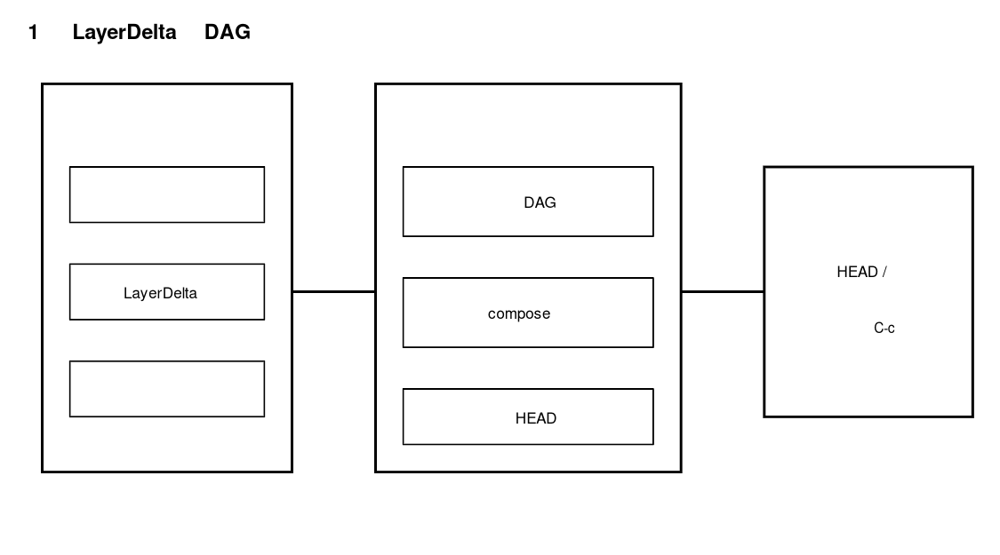 1 LayerDelta DAG
LayerDelta
DAG
compose
HEAD
HEAD /
C-c